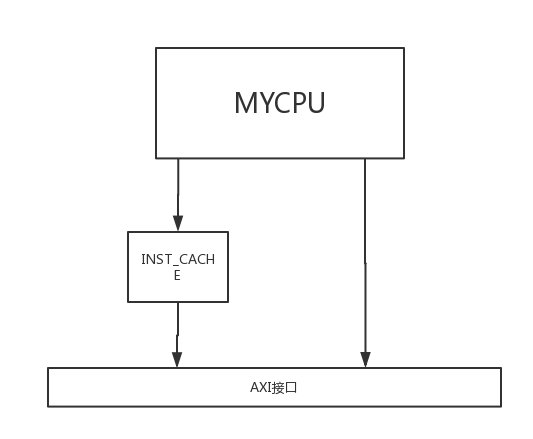 MYCPU
INST_CACH
E
AXI接口